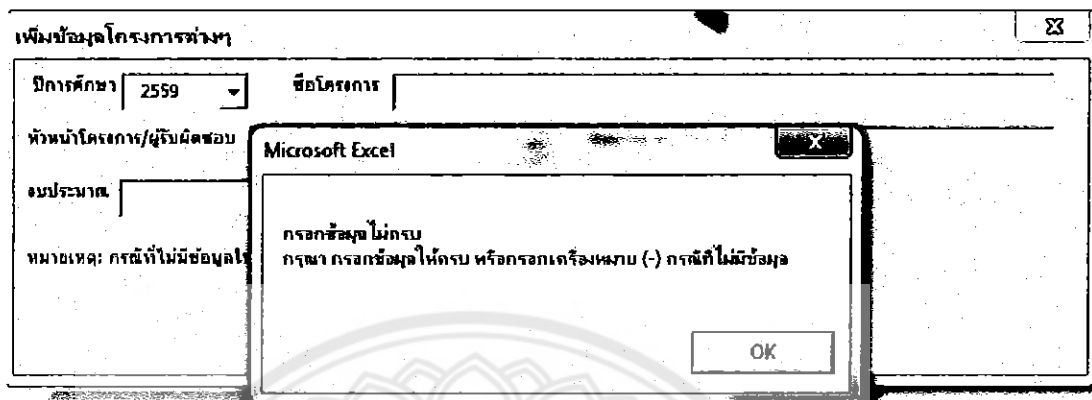 เพิ่มข้อมูลโครงการต่างๆ
ปีการศึกษา 2559 ชื่อโครงการ
หัวหน้าโครงการ/ผู้รับผิดชอบ
งบประมาณ
หมายเหตุ: กรณีที่ไม่มีข้อมูล
Microsoft Excel
กรอกข้อมูลไม่ครบ
กรุณา กรอกข้อมูลให้ครบ หรือกรอกเครื่องหมาย (-) กรณีที่ไม่มีข้อมูล
OK